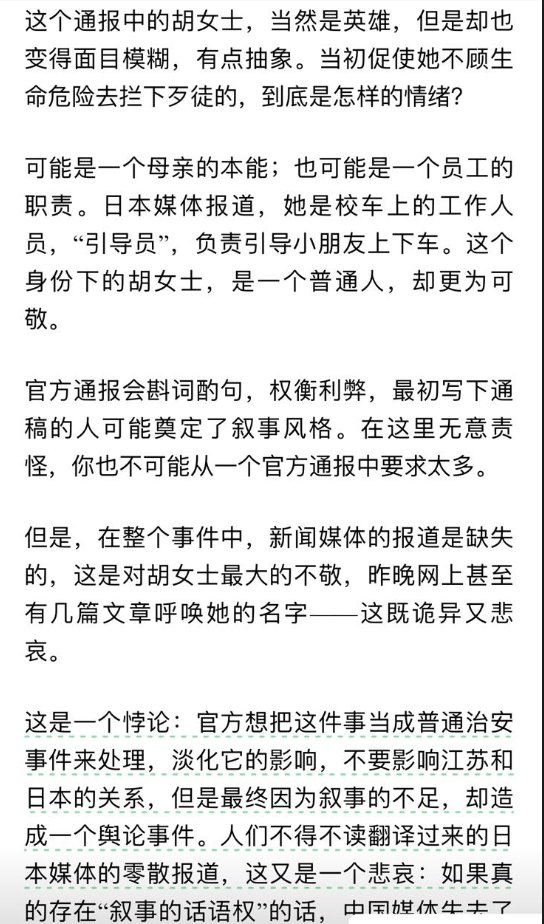 这个通报中的胡女士，当然是英雄，但是却也
变得面目模糊，有点抽象。当初促使她不顾生
命危险去拦下歹徒的，到底是怎样的情绪？
可能是一个母亲的本能；也可能是一个员工的
职责。日本媒体报道，她是校车上的工作人
员，“引导员”，负责引导小朋友上下车。这个
身份下的胡女士，是一个普通人，却更为可
敬。
官方通报会斟词酌句，权衡利弊，最初写下通
稿的人可能奠定了叙事风格。在这里无意责
怪，你也不可能从一个官方通报中要求太多。
但是，在整个事件中，新闻媒体的报道是缺失
的，这是对胡女士最大的不敬，昨晚网上甚至
有几篇文章呼唤她的名字——这既诡异又悲
哀。
这是一个悖论：官方想把这件事当成普通治安
事件来处理，淡化它的影响，不要影响江苏和
日本的关系，但是最终因为叙事的不足，却造
成一个舆论事件。人们不得不读翻译过来的日
本媒体的零散报道，这又是一个悲哀：如果真
的存在“叙事的话语权”的话，中国媒体失去了